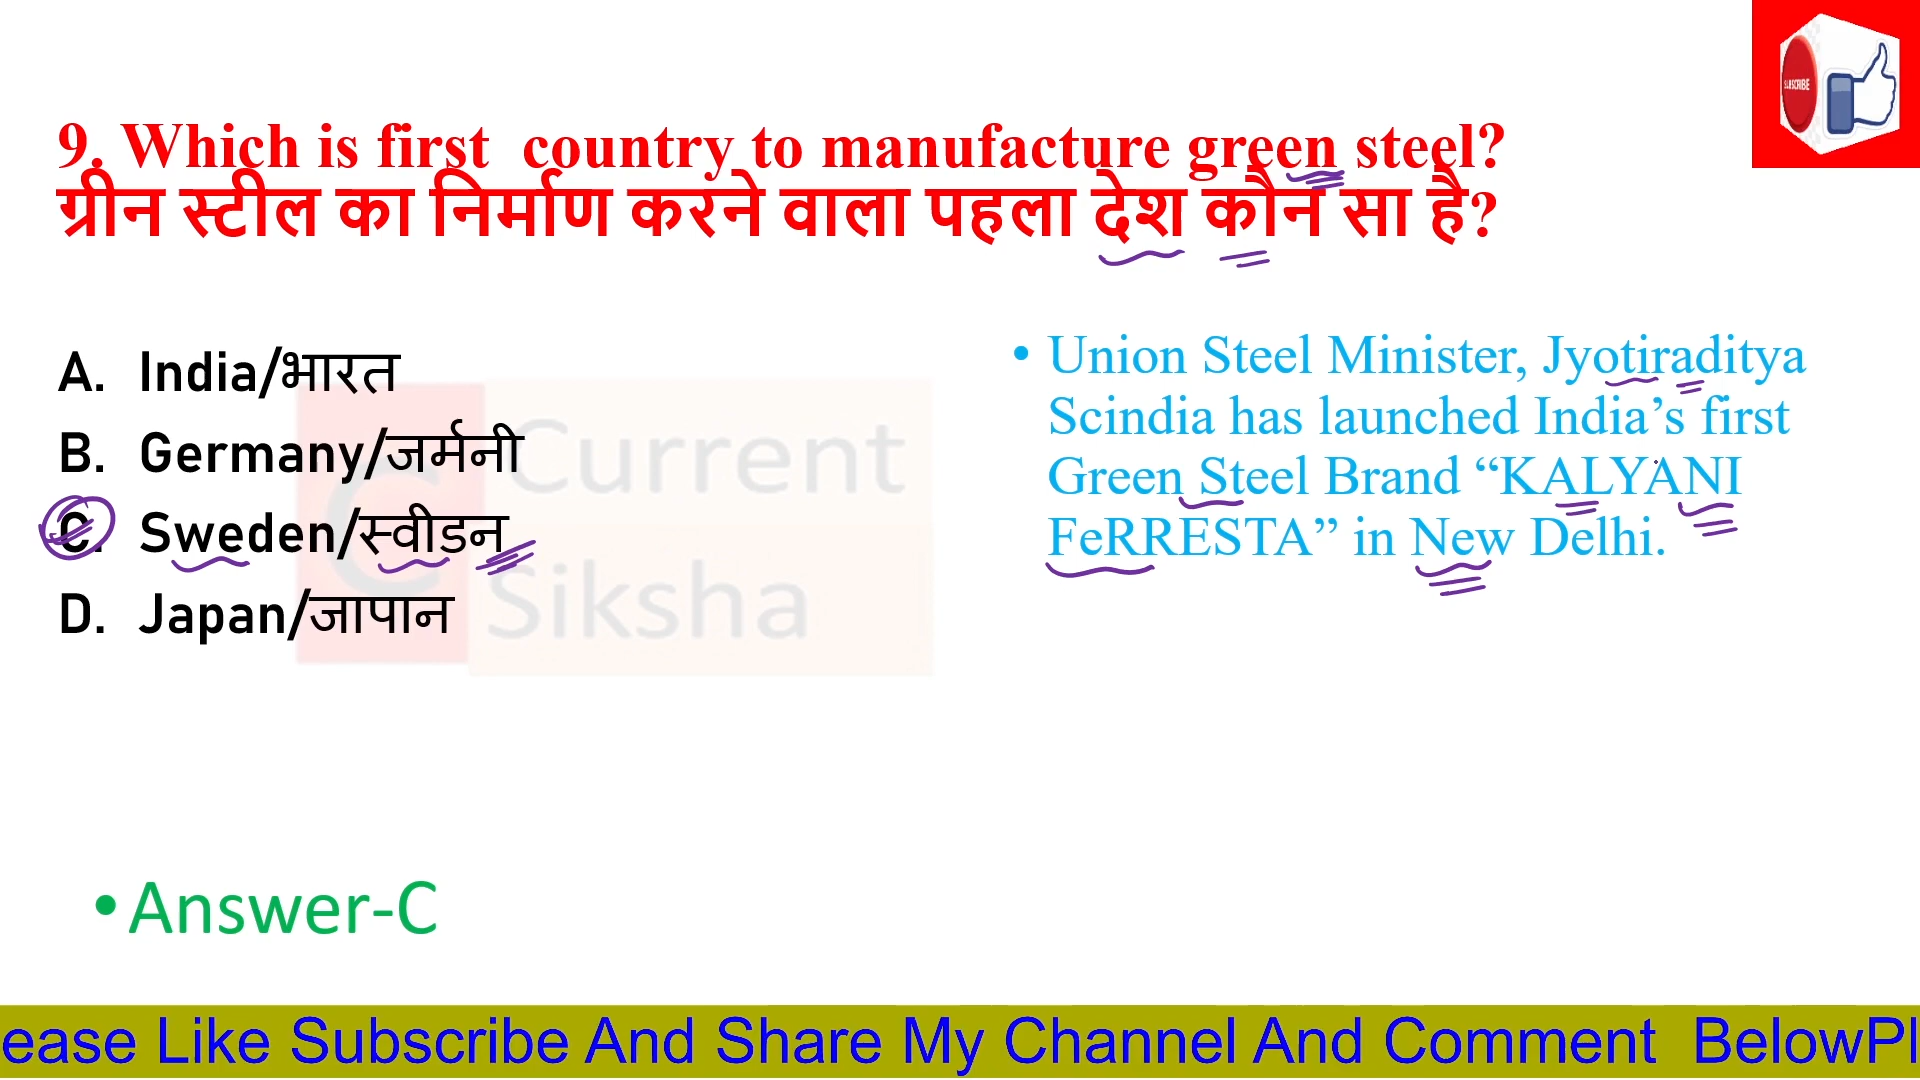 SUBSCRIBE
9. Which is first country to manufacture green steel?
ग्रीन स्टील का निर्माण करने वाला पहला देश कौन सा है?
A. India/भारत
B. Germany/जर्मनी
C. Sweden/स्वीडन
D. Japan/जापान
• Union Steel Minister, Jyotiraditya
Scindia has launched India’s first
Green Steel Brand “KALYANI
FeRRESTA” in New Delhi.
C Current
Siksha
• Answer-C
ease Like Subscribe And Share My Channel And Comment BelowPl